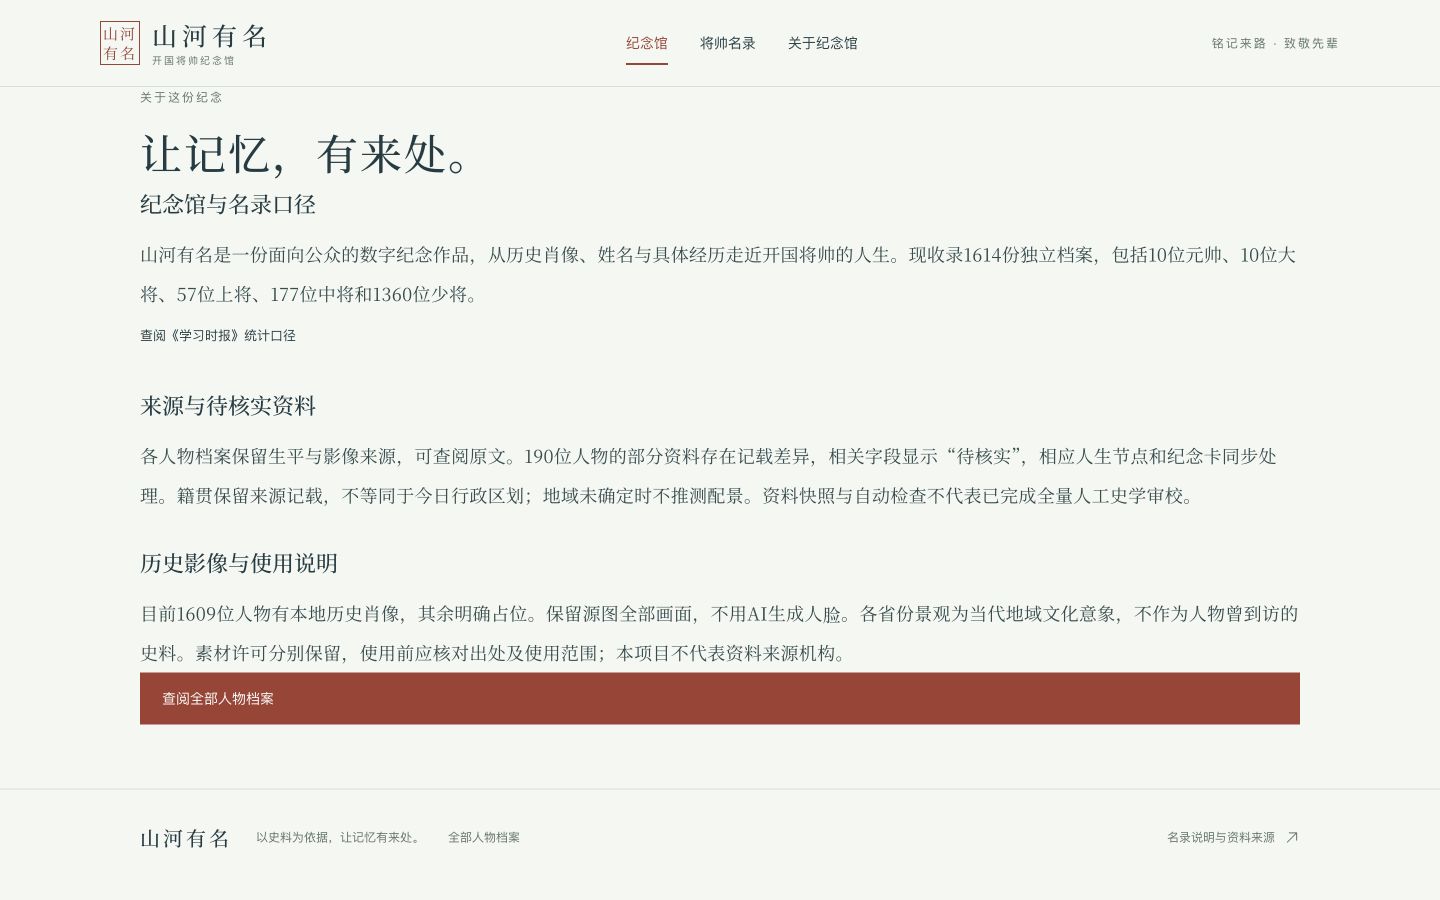 山河
有名
山河有名
开国将帅纪念馆
纪念馆
将帅名录
关于纪念馆
铭记来路 · 致敬先辈
关于这份纪念
让记忆，有来处。
纪念馆与名录口径
山河有名是一份面向公众的数字纪念作品，从历史肖像、姓名与具体经历走近开国将帅的人生。现收录1614份独立档案，包括10位元帅、10位大
将、57位上将、177位中将和1360位少将。
查阅《学习时报》统计口径
来源与待核实资料
各人物档案保留生平与影像来源，可查阅原文。190位人物的部分资料存在记载差异，相关字段显示“待核实”，相应人生节点和纪念卡同步处
理。籍贯保留来源记载，不等同于今日行政区划；地域未确定时不推测配景。资料快照与自动检查不代表已完成全量人工史学审校。
历史影像与使用说明
目前1609位人物有本地历史肖像，其余明确占位。保留源图全部画面，不用AI生成人脸。各省份景观为当代地域文化意象，不作为人物曾到访的
史料。素材许可分别保留，使用前应核对出处及使用范围；本项目不代表资料来源机构。
查阅全部人物档案
山河有名
以史料为依据，让记忆有来处。
全部人物档案
名录说明与资料来源